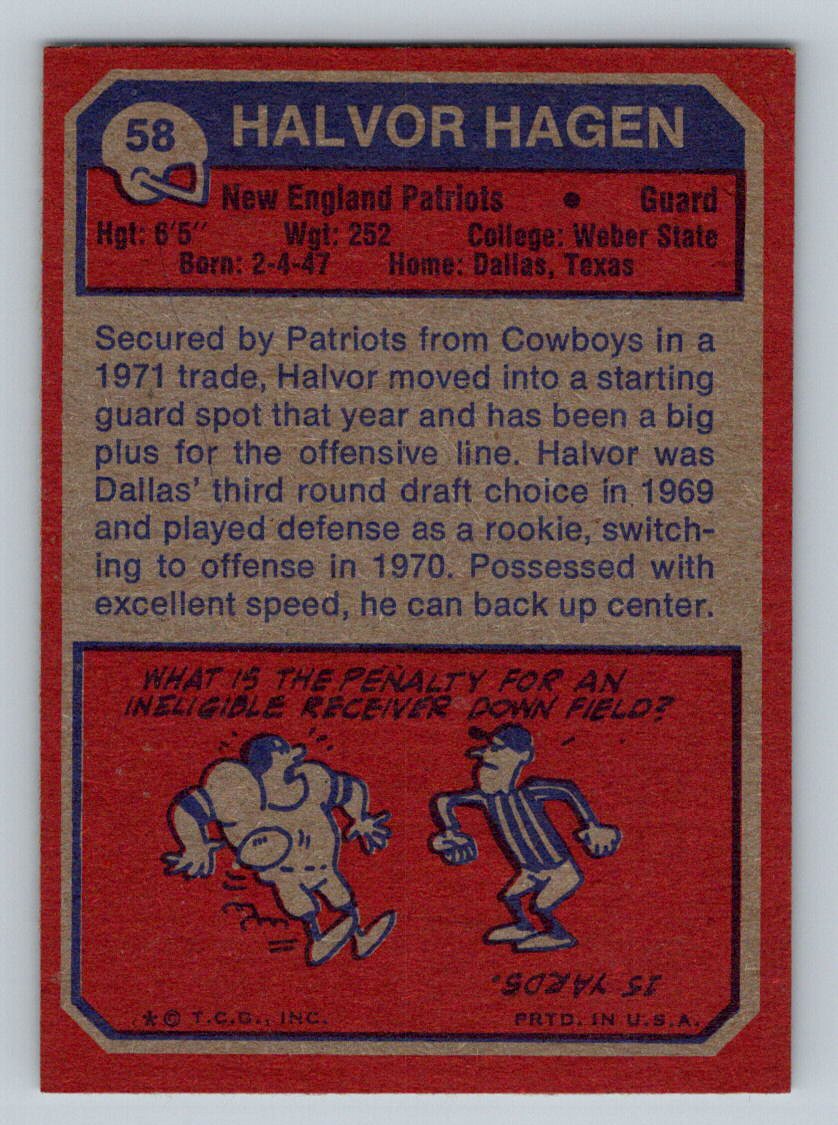 58 HALVOR HAGEN
New England Patriots • Guard
Hgt: 6'5" Wgt: 252 College: Weber State
Born: 2-4-47 Home: Dallas, Texas
Secured by Patriots from Cowboys in a
1971 trade, Halvor moved into a starting
guard spot that year and has been a big
plus for the offensive line. Halvor was
Dallas' third round draft choice in 1969
and played defense as a rookie, switch-
ing to offense in 1970. Possessed with
excellent speed, he can back up center.
WHAT IS THE PENALTY FOR AN
INELIGIBLE RECEIVER DOWN FIELD?
15 YARDS.
* © T.C.G., INC. PRTD. IN U.S.A.